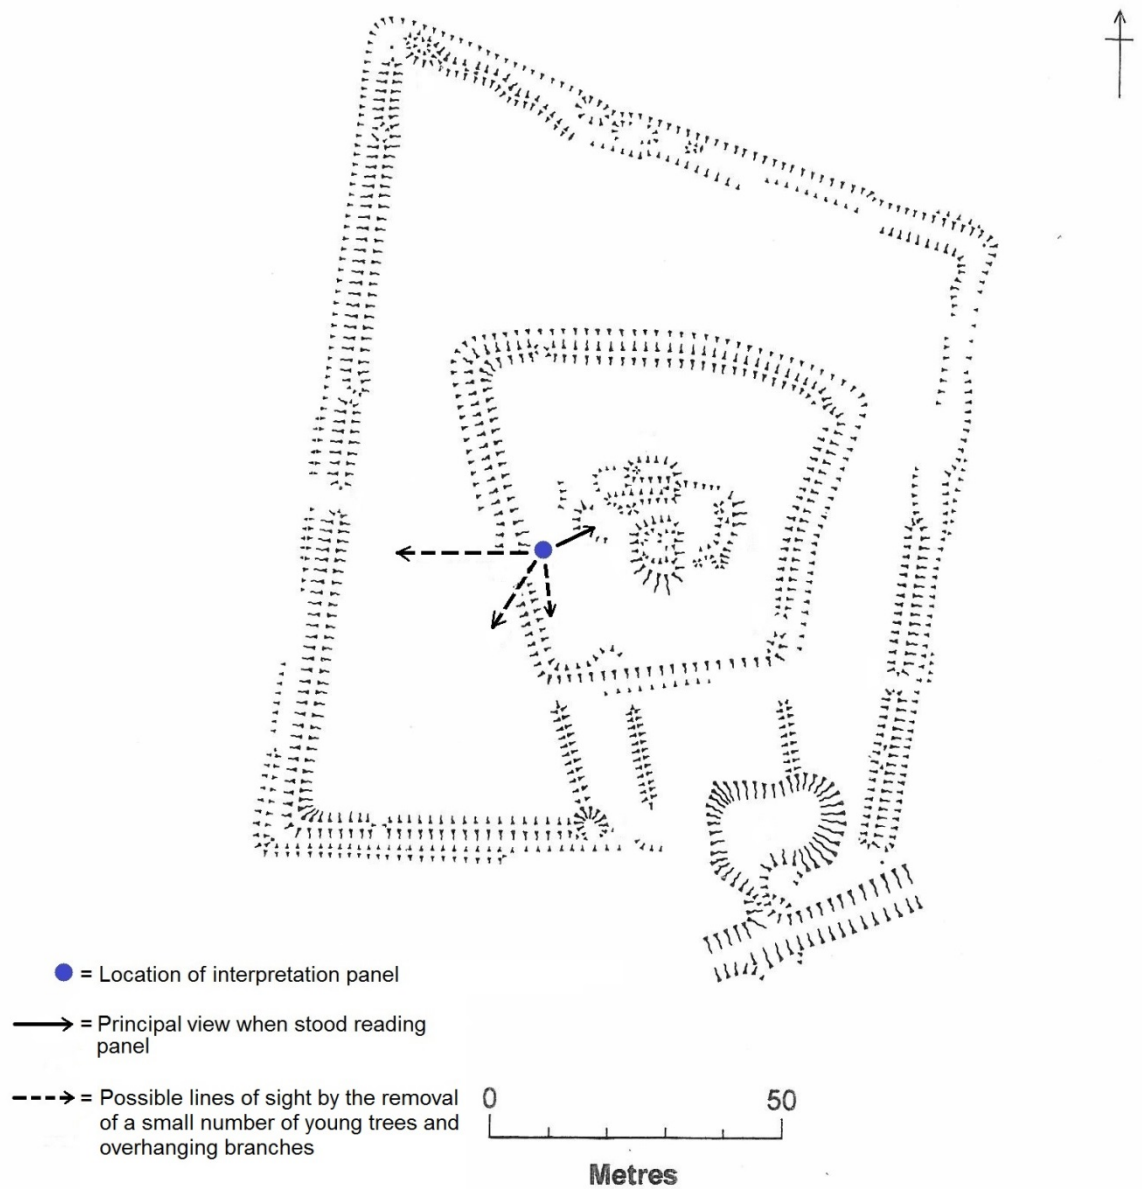 = Location of interpretation panel
= Principal view when stood reading
panel
= Possible lines of sight by the removal
of a small number of young trees and
overhanging branches
0 50
Metres